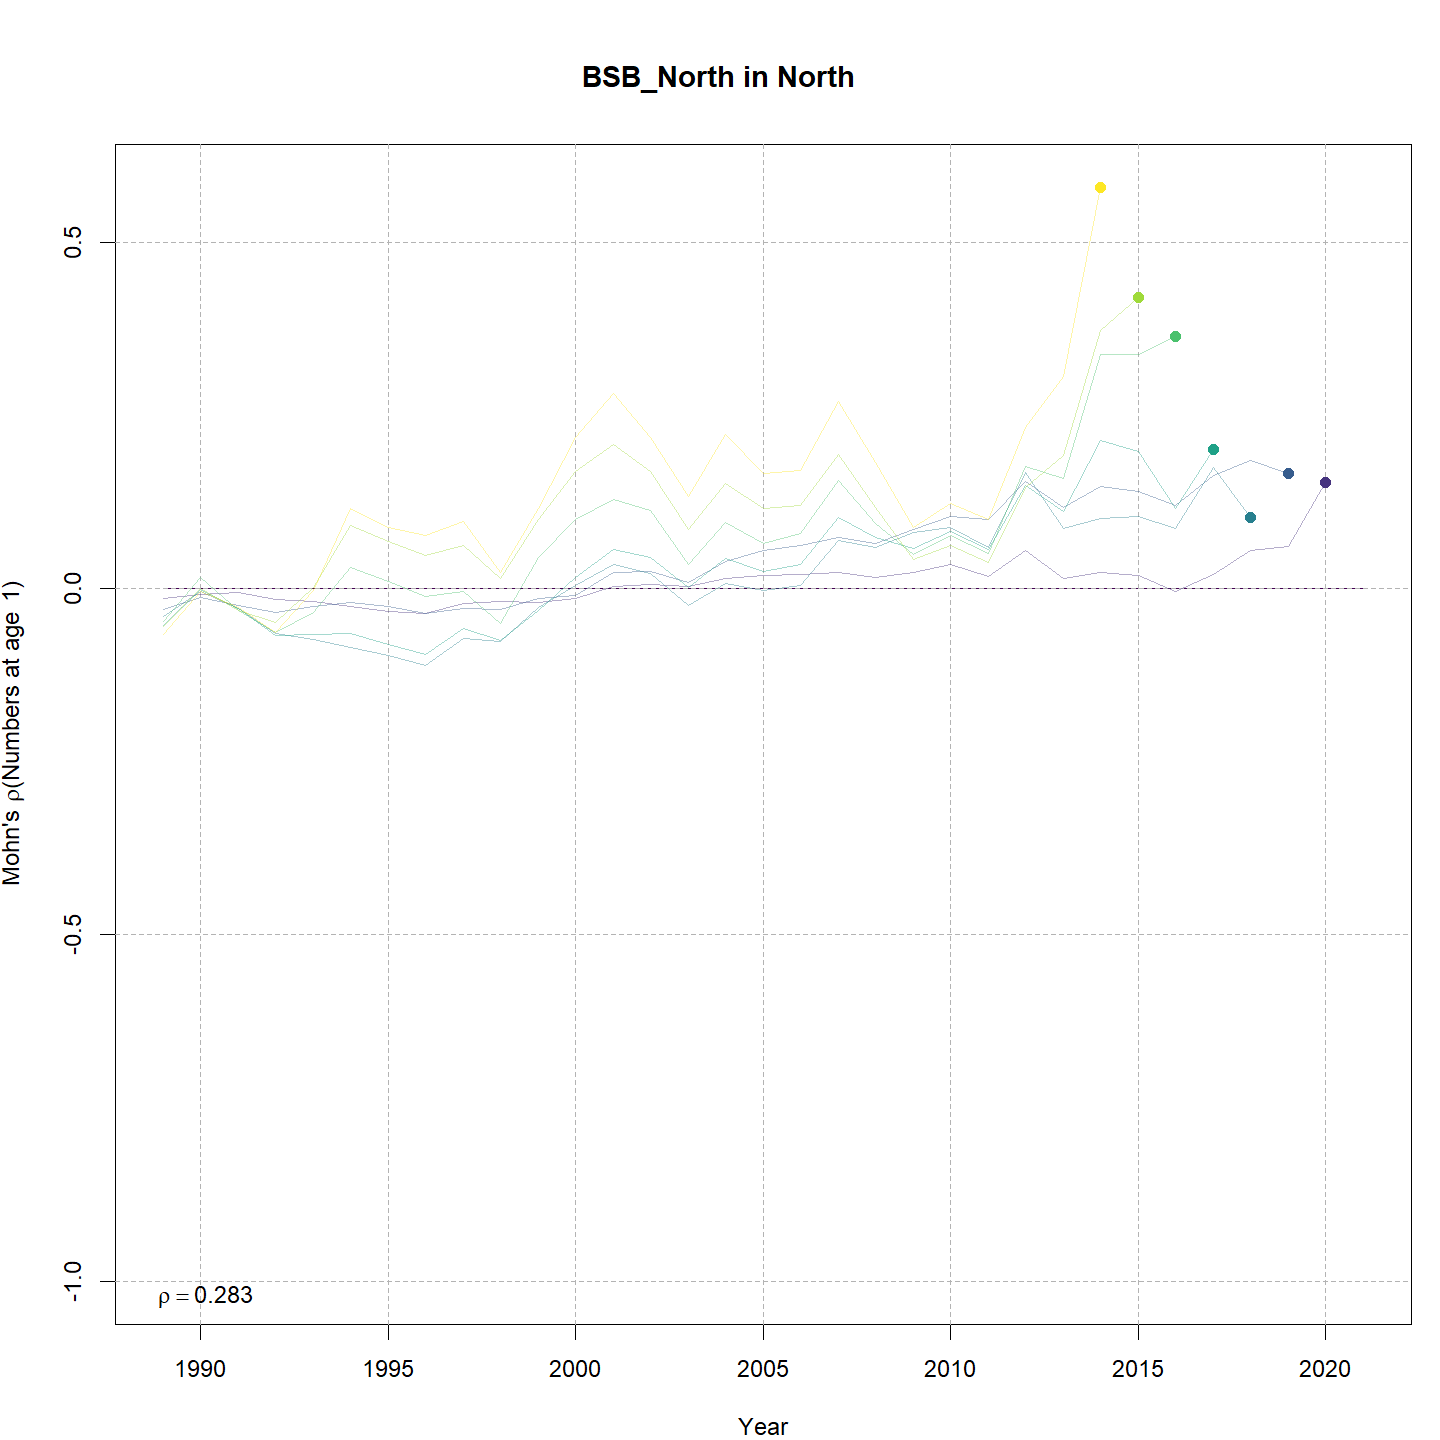 BSB_North in North
Mohn's ρ(Numbers at age 1)
0.5
0.0
-0.5
-1.0
ρ = 0.283
1990 1995 2000 2005 2010 2015 2020
Year